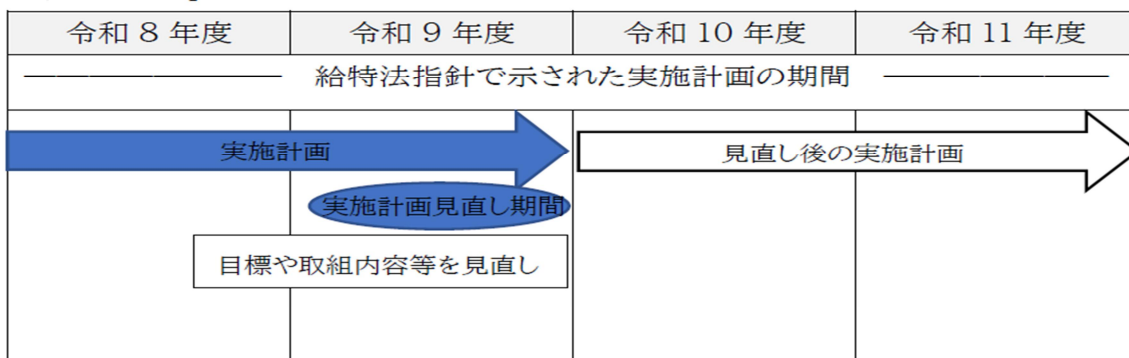 令和 8 年度 令和 9 年度 令和 10 年度 令和 11 年度
給特法指針で示された実施計画の期間
実施計画 見直し後の実施計画
実施計画見直し期間
目標や取組内容等を見直し